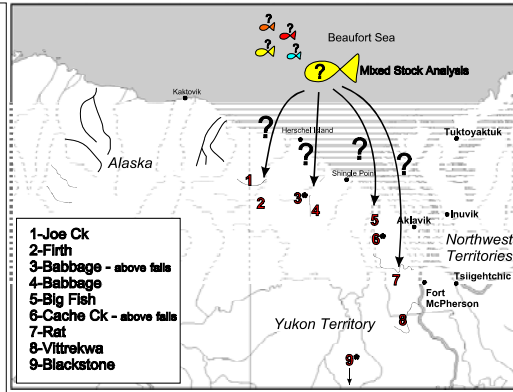 Beaufort Sea
? ? ? ?
? Mixed Stock Analysis
Kaktovik
? ? ? ?
Herschel Island
Tuktoyaktuk
Alaska
Shingle Point
1
2
3*
4
5
6*
Aklavik
Inuvik
Northwest
Territories
7
Tsiigehtchic
Fort
McPherson
8
Yukon Territory
9*
1-Joe Ck
2-Firth
3-Babbage - above falls
4-Babbage
5-Big Fish
6-Cache Ck - above falls
7-Rat
8-Vittrekwa
9-Blackstone